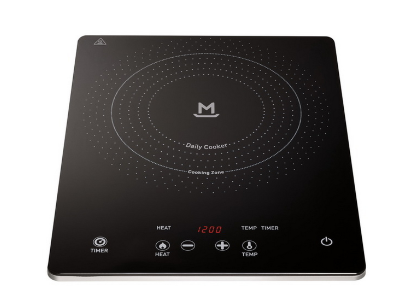 M
Daily Cooker
Cooking Zone
HEAT 1200 TEMP TIMER
TIMER HEAT TEMP